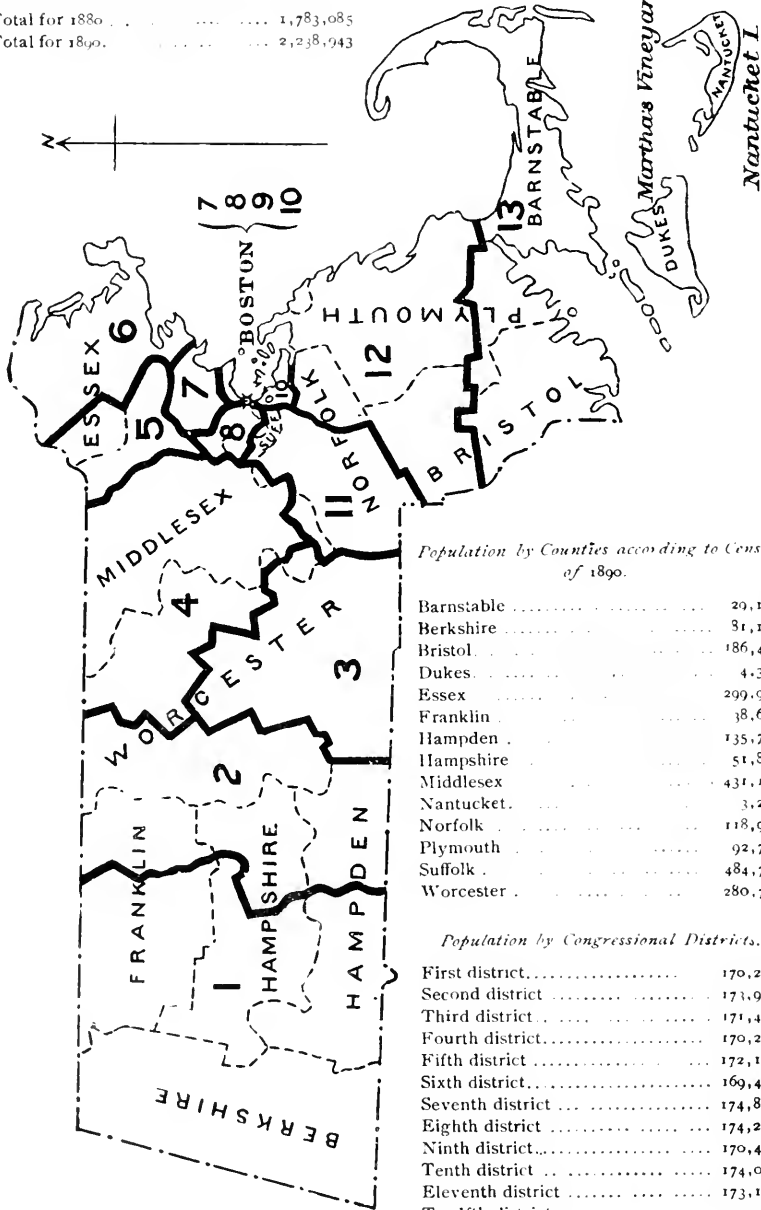 Total for 1880 . . ..... .... 1,783,085
Total for 1890. . ..... .. ... 2,238,943
N
BOSTON
7
8
9
10
ESSEX
6
5
7
8
10
MIDDLESEX
4
NORFOLK
11
12
PLYMOUTH
BRISTOL
13
BARNSTABLE
DUKES
Marthas Vineyar
NANTUCKET
Nantucket I.
WORCESTER
3
2
FRANKLIN
HAMPSHIRE
1
HAMPDEN
BERKSHIRE
Population by Counties according to Cens
of 1890.
Barnstable ........ . . ...... ... 29,1
Berkshire ....... . . ..... 81,1
Bristol. . .. ... 186,4
Dukes. . .. . .. 4,3
Essex ...... . . 299,9
Franklin . .. ... .... 38,6
Hampden . .. . 135,7
Hampshire . .... . 51,8
Middlesex ... 431,1
Nantucket. ... . ... 3,2
Norfolk . . ..... ... .. 118,9
Plymouth . . .. ...... 92,7
Suffolk . . .. .. .. .... .. 484,7
Worcester . . .... . .. 280,7
Population by Congressional Districts.
First district.................. 170,2
Second district ......... ......... 173,9
Third district . . . ... .. .... ... 171,4
Fourth district................. 170,2
Fifth district ............. .... ... 172,1
Sixth district.................. 169,4
Seventh district ... ............... 174,8
Eighth district ........... ..... ... 174,2
Ninth district................... 170,4
Tenth district .. ............ ..... 174,0
Eleventh district ....... .... ..... 173,1